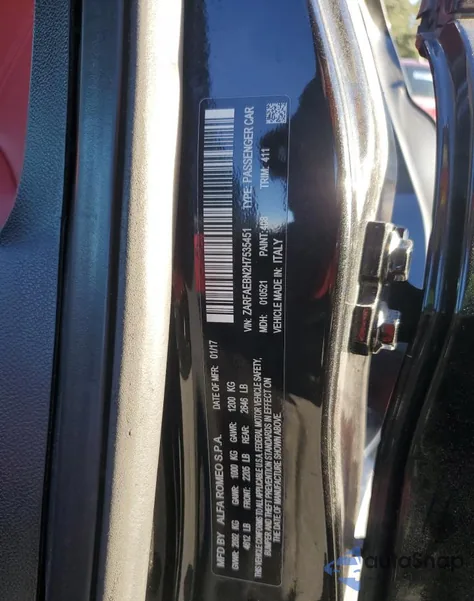 MFD BY ALFA ROMEO S.P.A. DATE OF MFR: 01/17
GVWR: 2092 KG GAWR: 1000 KG GAWR: 1200 KG
4612 LB FRONT: 2205 LB REAR: 2646 LB
THIS VEHICLE CONFORMS TO ALL APPLICABLE U.S.A. FEDERAL MOTOR VEHICLE SAFETY,
BUMPER AND THEFT PREVENTION STANDARDS IN EFFECT ON
THE DATE OF MANUFACTURE SHOWN ABOVE.
VIN: ZARFAEBN2H7535451 TYPE: PASSENGER CAR
MDH: 010521 PAINT: 408 TRIM: 411
VEHICLE MADE IN: ITALY
autoSnap